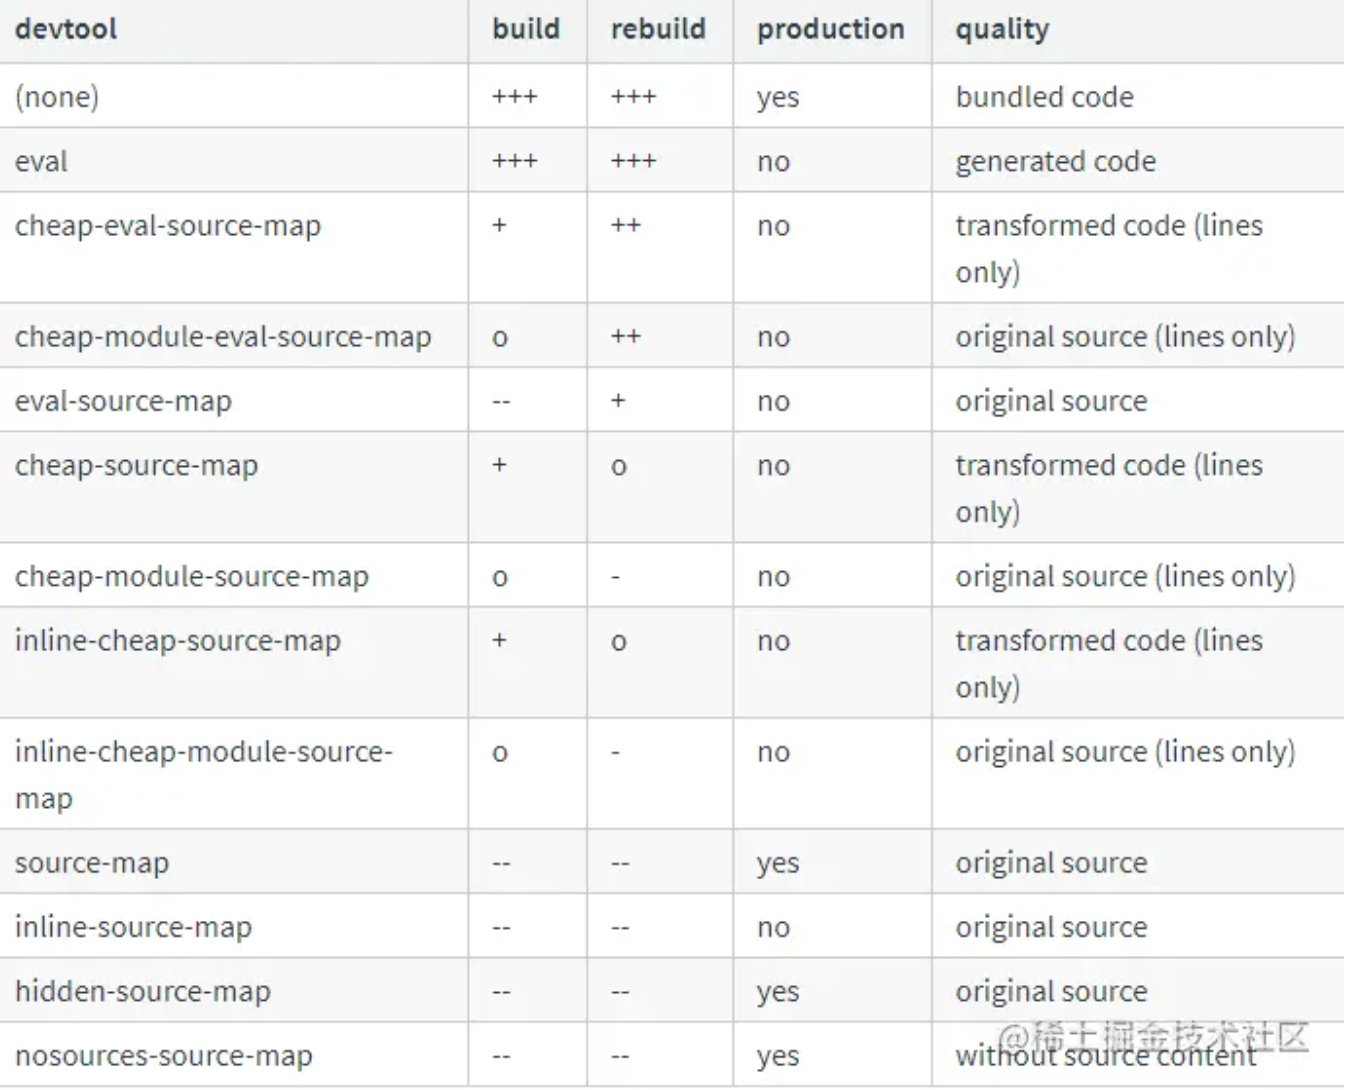 devtool build rebuild production quality
(none) +++ +++ yes bundled code
eval +++ +++ no generated code
cheap-eval-source-map + ++ no transformed code (lines
only)
cheap-module-eval-source-map o ++ no original source (lines only)
eval-source-map -- + no original source
cheap-source-map + o no transformed code (lines
only)
cheap-module-source-map o - no original source (lines only)
inline-cheap-source-map + o no transformed code (lines
only)
inline-cheap-module-source- o - no original source (lines only)
map
source-map -- -- yes original source
inline-source-map -- -- no original source
hidden-source-map -- -- yes original source
@稀土掘金技术社区
nosources-source-map -- -- yes without source content